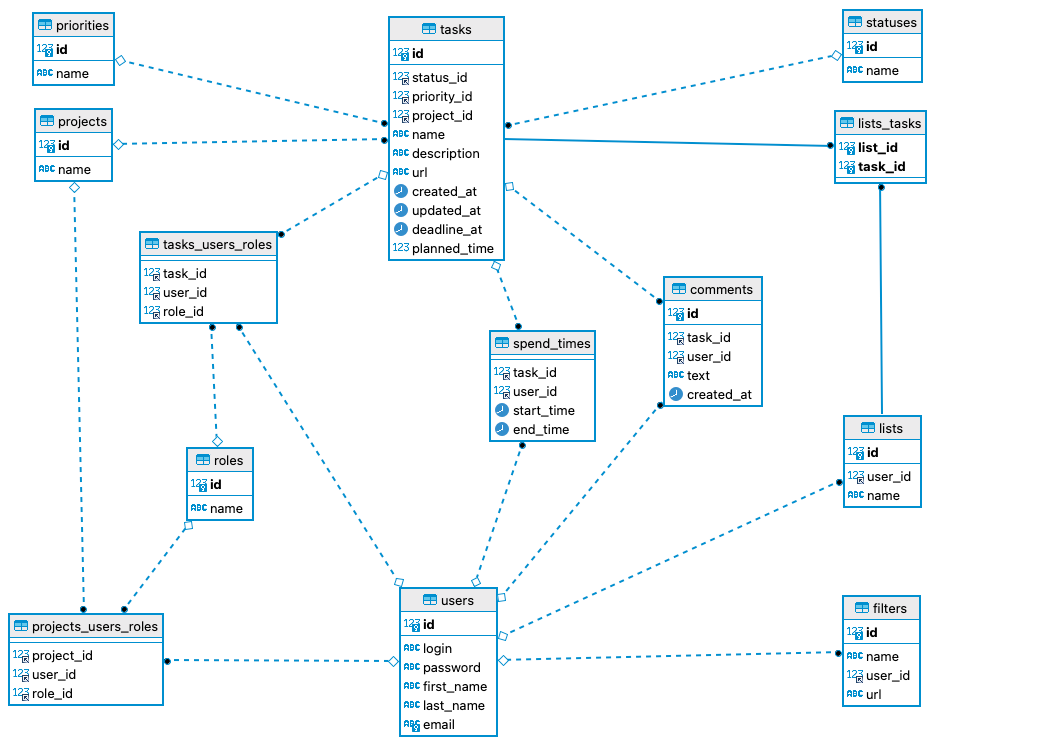 priorities
id
name
projects
id
name
tasks
id
status_id
priority_id
project_id
name
description
url
created_at
updated_at
deadline_at
planned_time
statuses
id
name
lists_tasks
list_id
task_id
tasks_users_roles
task_id
user_id
role_id
comments
id
task_id
user_id
text
created_at
spend_times
task_id
user_id
start_time
end_time
roles
id
name
lists
id
user_id
name
projects_users_roles
project_id
user_id
role_id
users
id
login
password
first_name
last_name
email
filters
id
name
user_id
url